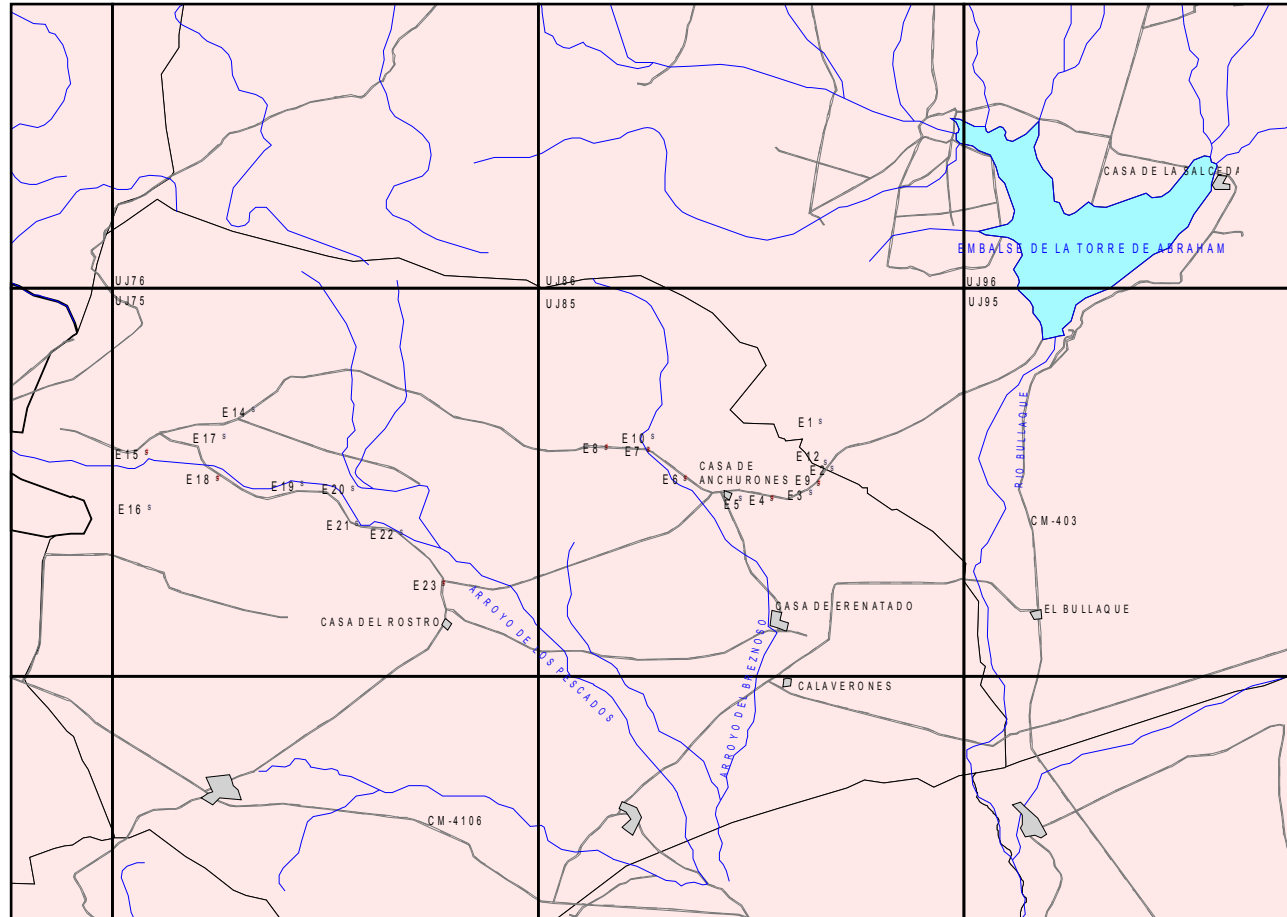 CASA DE LA SALCEDA
EMBALSE DE LA TORRE DE ABRAHAM
UJ76
UJ86
UJ96
UJ75
UJ85
UJ95
RIO BULLAQUE
E14 s
E1 s
E17 s
E10 s
E8 s
E7 s
E15 s
E12 s
E2 s
CASA DE
ANCHURONES
E18 s
E19 s
E20 s
E6 s
E9 s
E5 s
E4 s
E3 s
E16 s
E21 s
E22 s
CM-403
E23 s
ARROYO DE LOS PESCADOS
CASA DE ERENATADO
EL BULLAQUE
CASA DEL ROSTRO
ARROYO DEL BREZNOSO
CALAVERONES
CM-4106